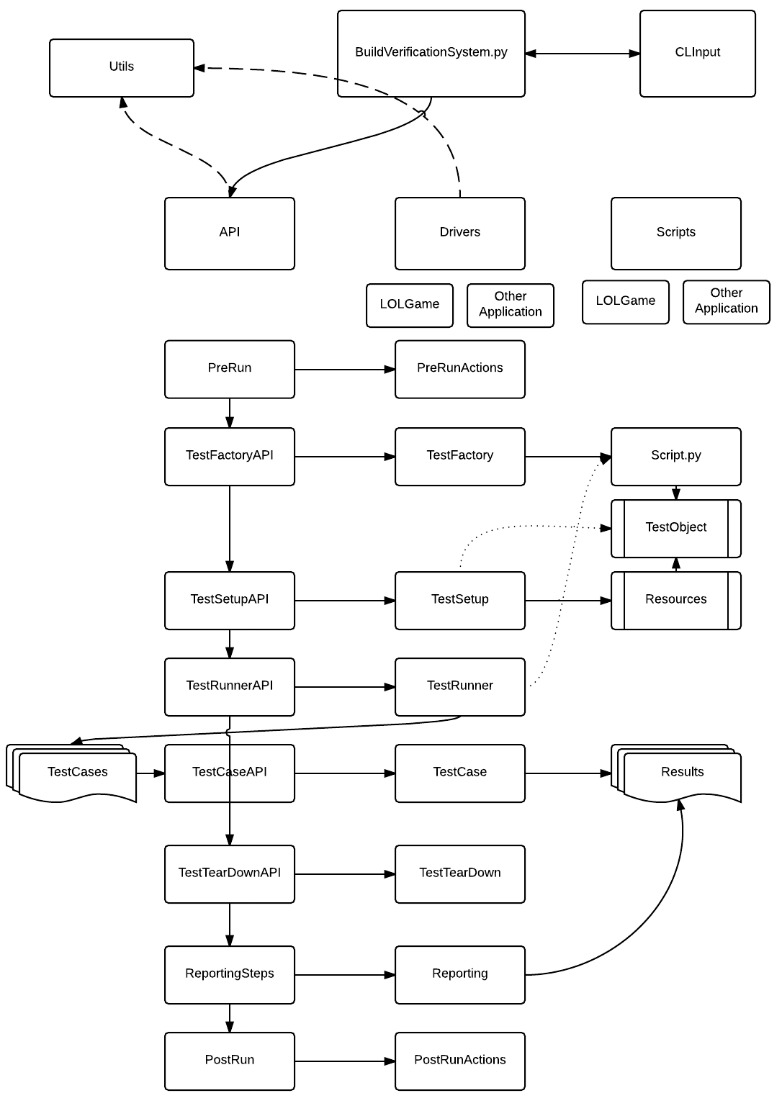 BuildVerificationSystem.py
CLInput
Utils
API
Drivers
Scripts
LOLGame
Other
Application
LOLGame
Other
Application
PreRun
PreRunActions
TestFactoryAPI
TestFactory
Script.py
TestObject
TestSetupAPI
TestSetup
Resources
TestRunnerAPI
TestRunner
TestCases
TestCaseAPI
TestCase
Results
TestTearDownAPI
TestTearDown
ReportingSteps
Reporting
PostRun
PostRunActions